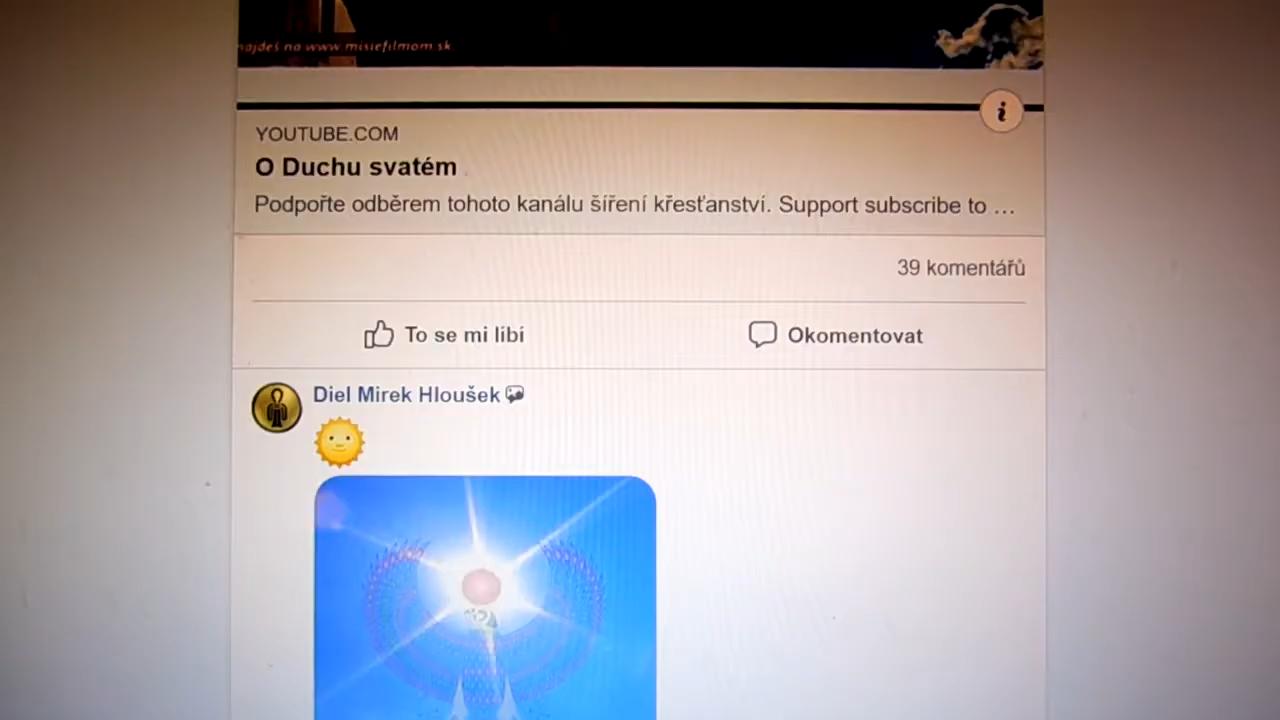 najdeš na www.misiefilmom.sk
YOUTUBE.COM
O Duchu svatém
Podpořte odběrem tohoto kanálu šíření křesťanství. Support subscribe to …
39 komentářů
To se mi líbí
Okomentovat
Diel Mirek Hloušek